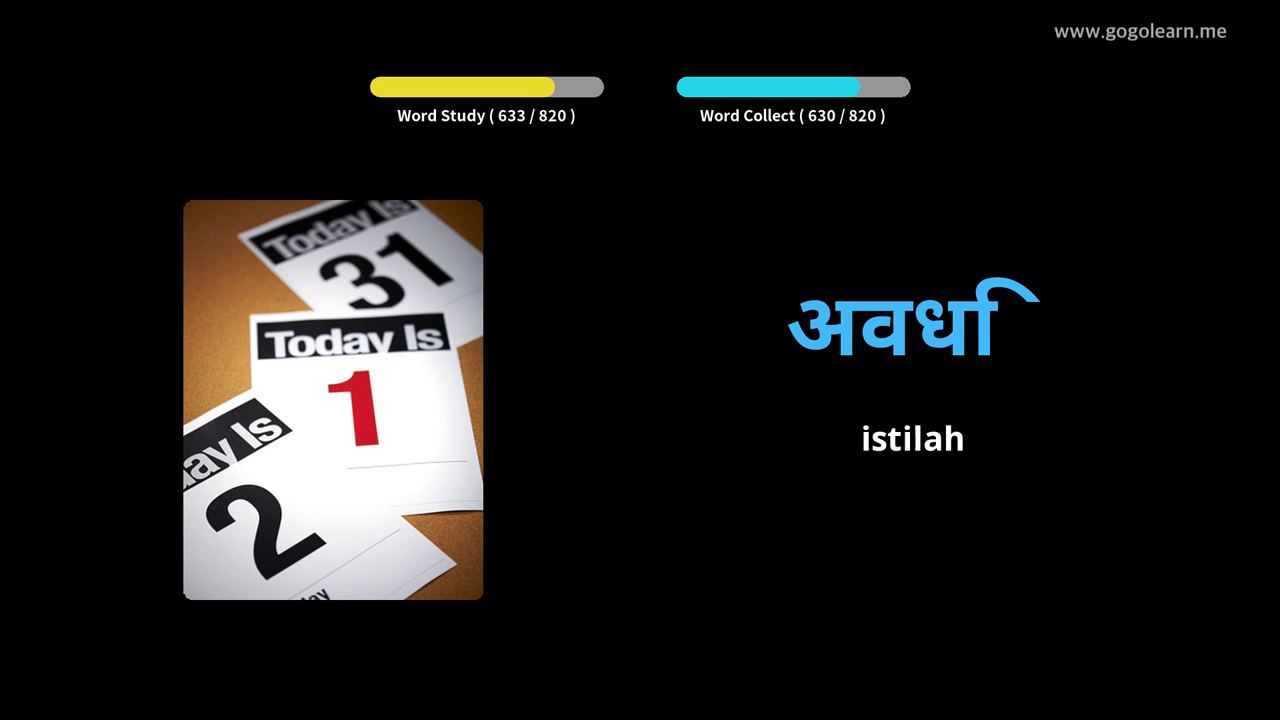 www.gogolearn.me
Word Study ( 633 / 820 )
Word Collect ( 630 / 820 )
Today Is
31
Today Is
1
ay Is
2
ay
अवधि
istilah